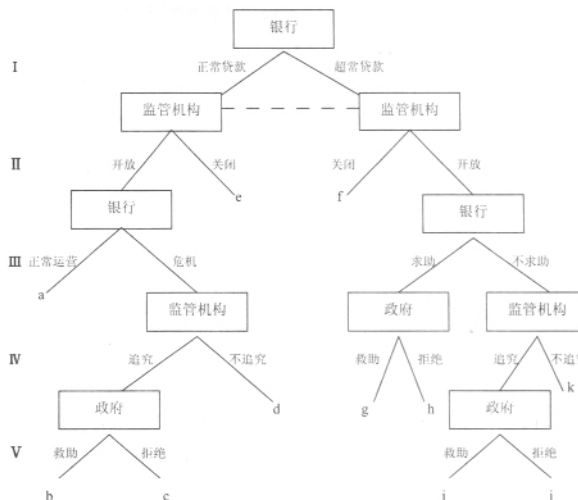 银行
I 正常贷款 超常贷款
监管机构 监管机构
II 开放 关闭 关闭 开放
银行 e f 银行
III 正常运营 危机 求助 不求助
a 监管机构 政府 监管机构
IV 追究 不追究 救助 拒绝 追究 不追究
政府 d g h 政府 k
V 救助 拒绝 救助 拒绝
b c i j